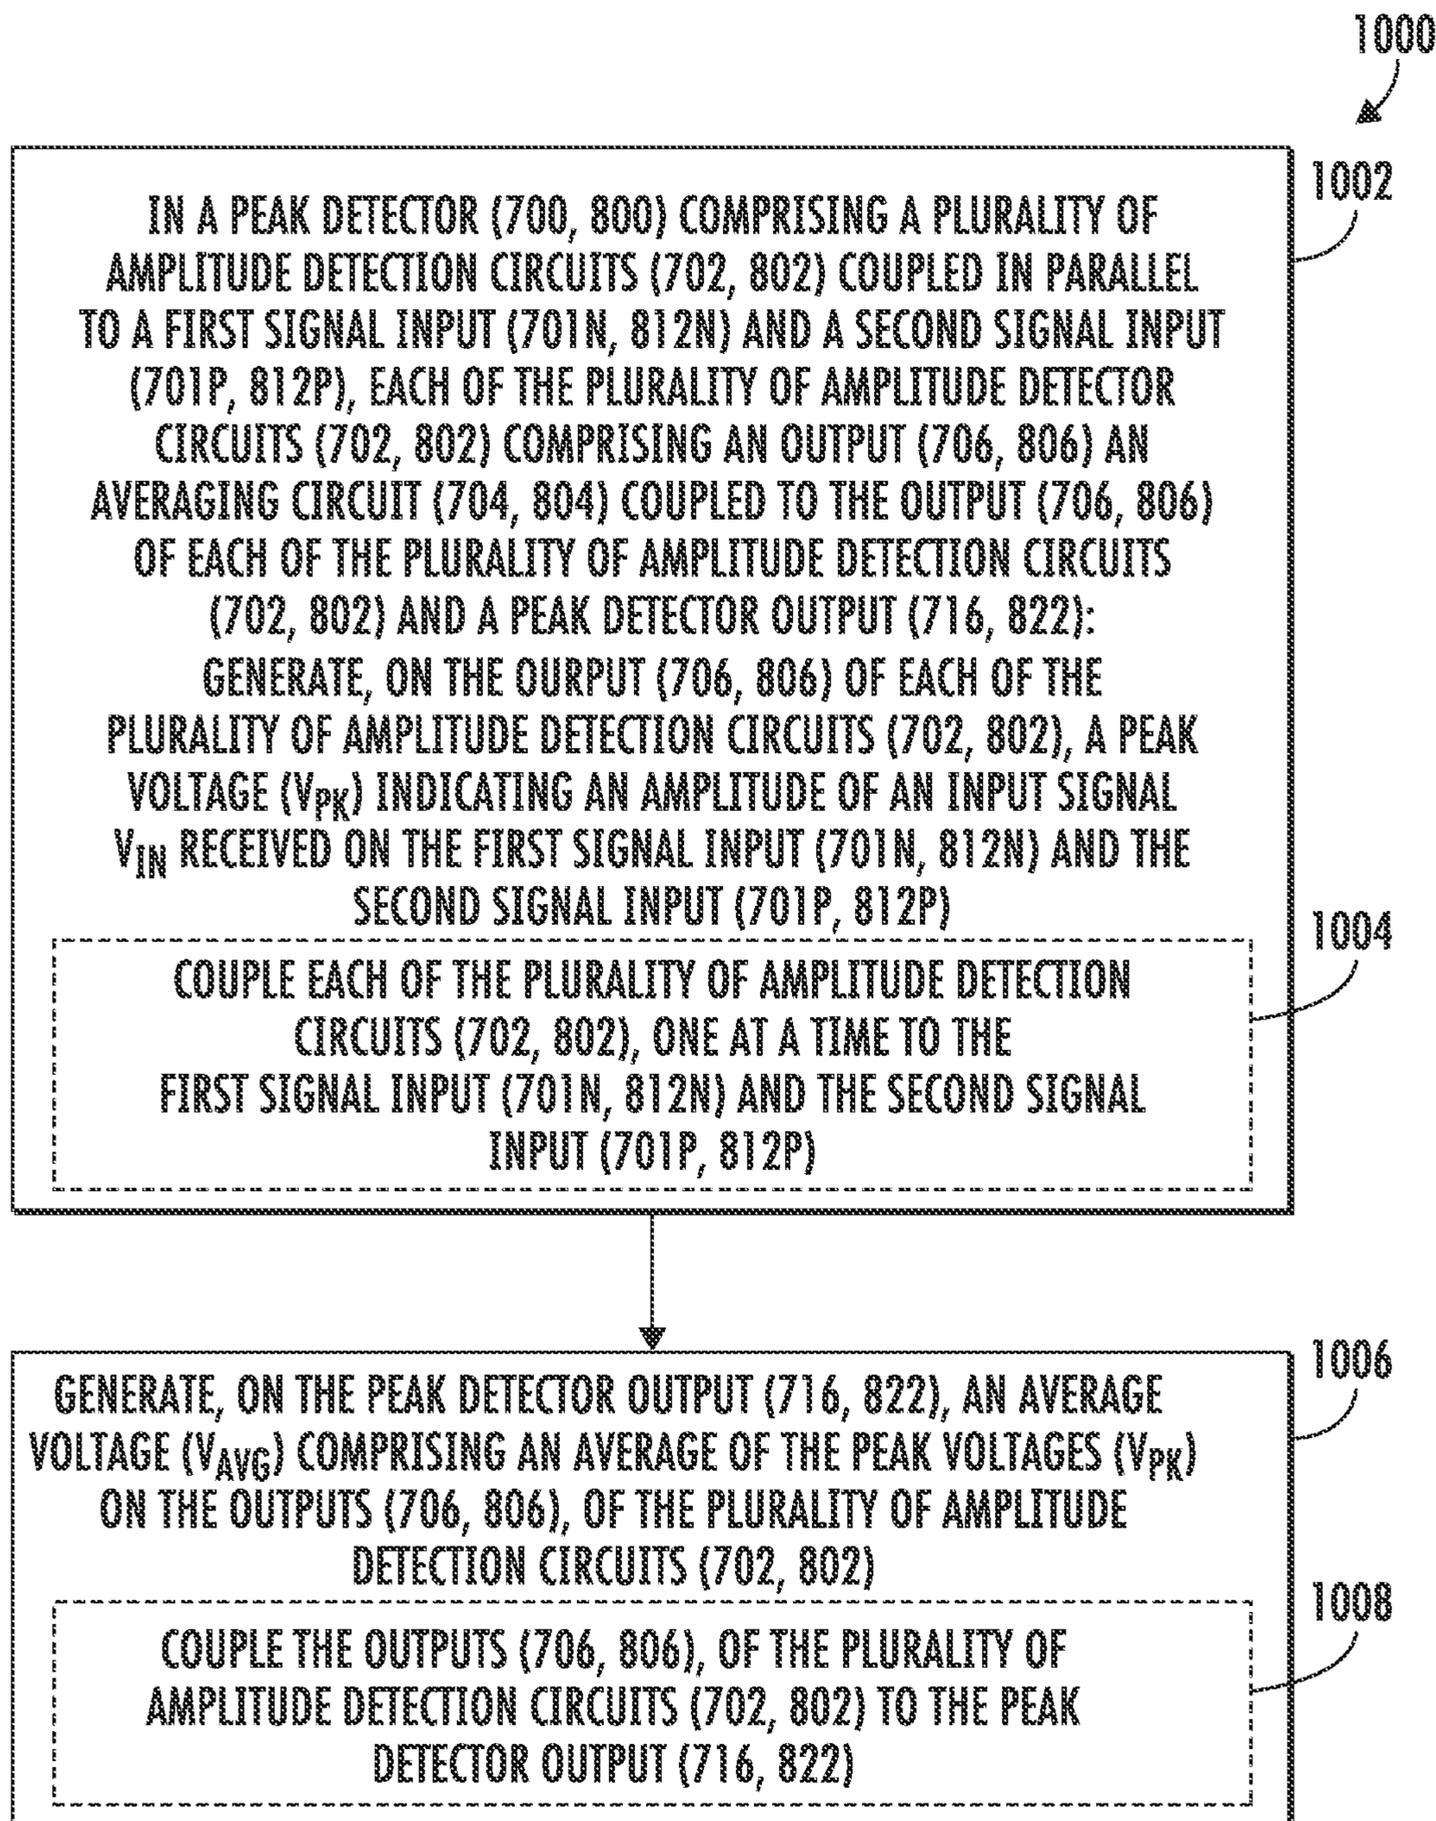 1000
1002
IN A PEAK DETECTOR (700, 800) COMPRISING A PLURALITY OF
AMPLITUDE DETECTION CIRCUITS (702, 802) COUPLED IN PARALLEL
TO A FIRST SIGNAL INPUT (701N, 812N) AND A SECOND SIGNAL INPUT
(701P, 812P), EACH OF THE PLURALITY OF AMPLITUDE DETECTOR
CIRCUITS (702, 802) COMPRISING AN OUTPUT (706, 806) AN
AVERAGING CIRCUIT (704, 804) COUPLED TO THE OUTPUT (706, 806)
OF EACH OF THE PLURALITY OF AMPLITUDE DETECTION CIRCUITS
(702, 802) AND A PEAK DETECTOR OUTPUT (716, 822):
GENERATE, ON THE OURPUT (706, 806) OF EACH OF THE
PLURALITY OF AMPLITUDE DETECTION CIRCUITS (702, 802), A PEAK
VOLTAGE (VPK) INDICATING AN AMPLITUDE OF AN INPUT SIGNAL
VIN RECEIVED ON THE FIRST SIGNAL INPUT (701N, 812N) AND THE
SECOND SIGNAL INPUT (701P, 812P)
1004
COUPLE EACH OF THE PLURALITY OF AMPLITUDE DETECTION
CIRCUITS (702, 802), ONE AT A TIME TO THE
FIRST SIGNAL INPUT (701N, 812N) AND THE SECOND SIGNAL
INPUT (701P, 812P)
1006
GENERATE, ON THE PEAK DETECTOR OUTPUT (716, 822), AN AVERAGE
VOLTAGE (VAVG) COMPRISING AN AVERAGE OF THE PEAK VOLTAGES (VPK)
ON THE OUTPUTS (706, 806), OF THE PLURALITY OF AMPLITUDE
DETECTION CIRCUITS (702, 802)
1008
COUPLE THE OUTPUTS (706, 806), OF THE PLURALITY OF
AMPLITUDE DETECTION CIRCUITS (702, 802) TO THE PEAK
DETECTOR OUTPUT (716, 822)